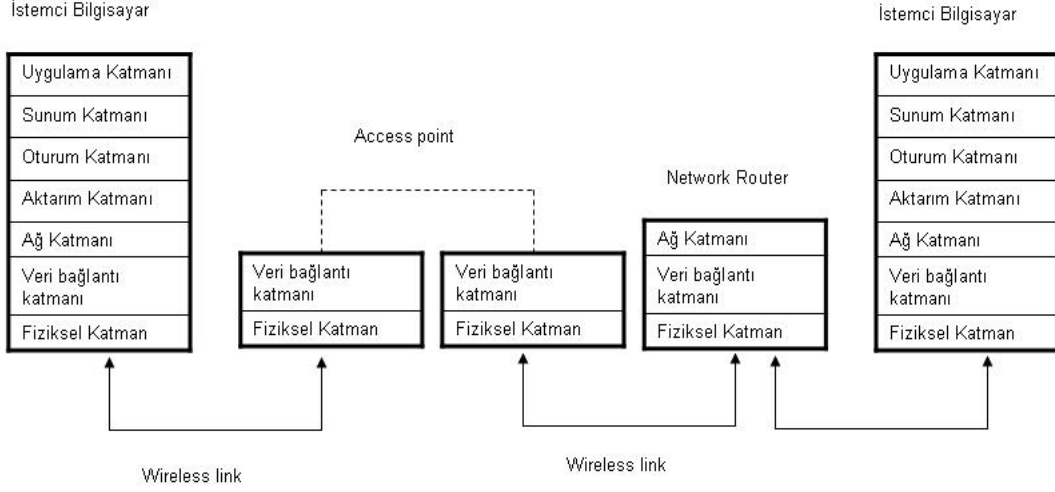 İstemci Bilgisayar
Uygulama Katmanı
Sunum Katmanı
Oturum Katmanı
Aktarım Katmanı
Ağ Katmanı
Veri bağlantı
katmanı
Fiziksel Katman
Access point
Veri bağlantı
katmanı
Fiziksel Katman
Veri bağlantı
katmanı
Fiziksel Katman
Network Router
Ağ Katmanı
Veri bağlantı
katmanı
Fiziksel Katman
İstemci Bilgisayar
Uygulama Katmanı
Sunum Katmanı
Oturum Katmanı
Aktarım Katmanı
Ağ Katmanı
Veri bağlantı
katmanı
Fiziksel Katman
Wireless link
Wireless link